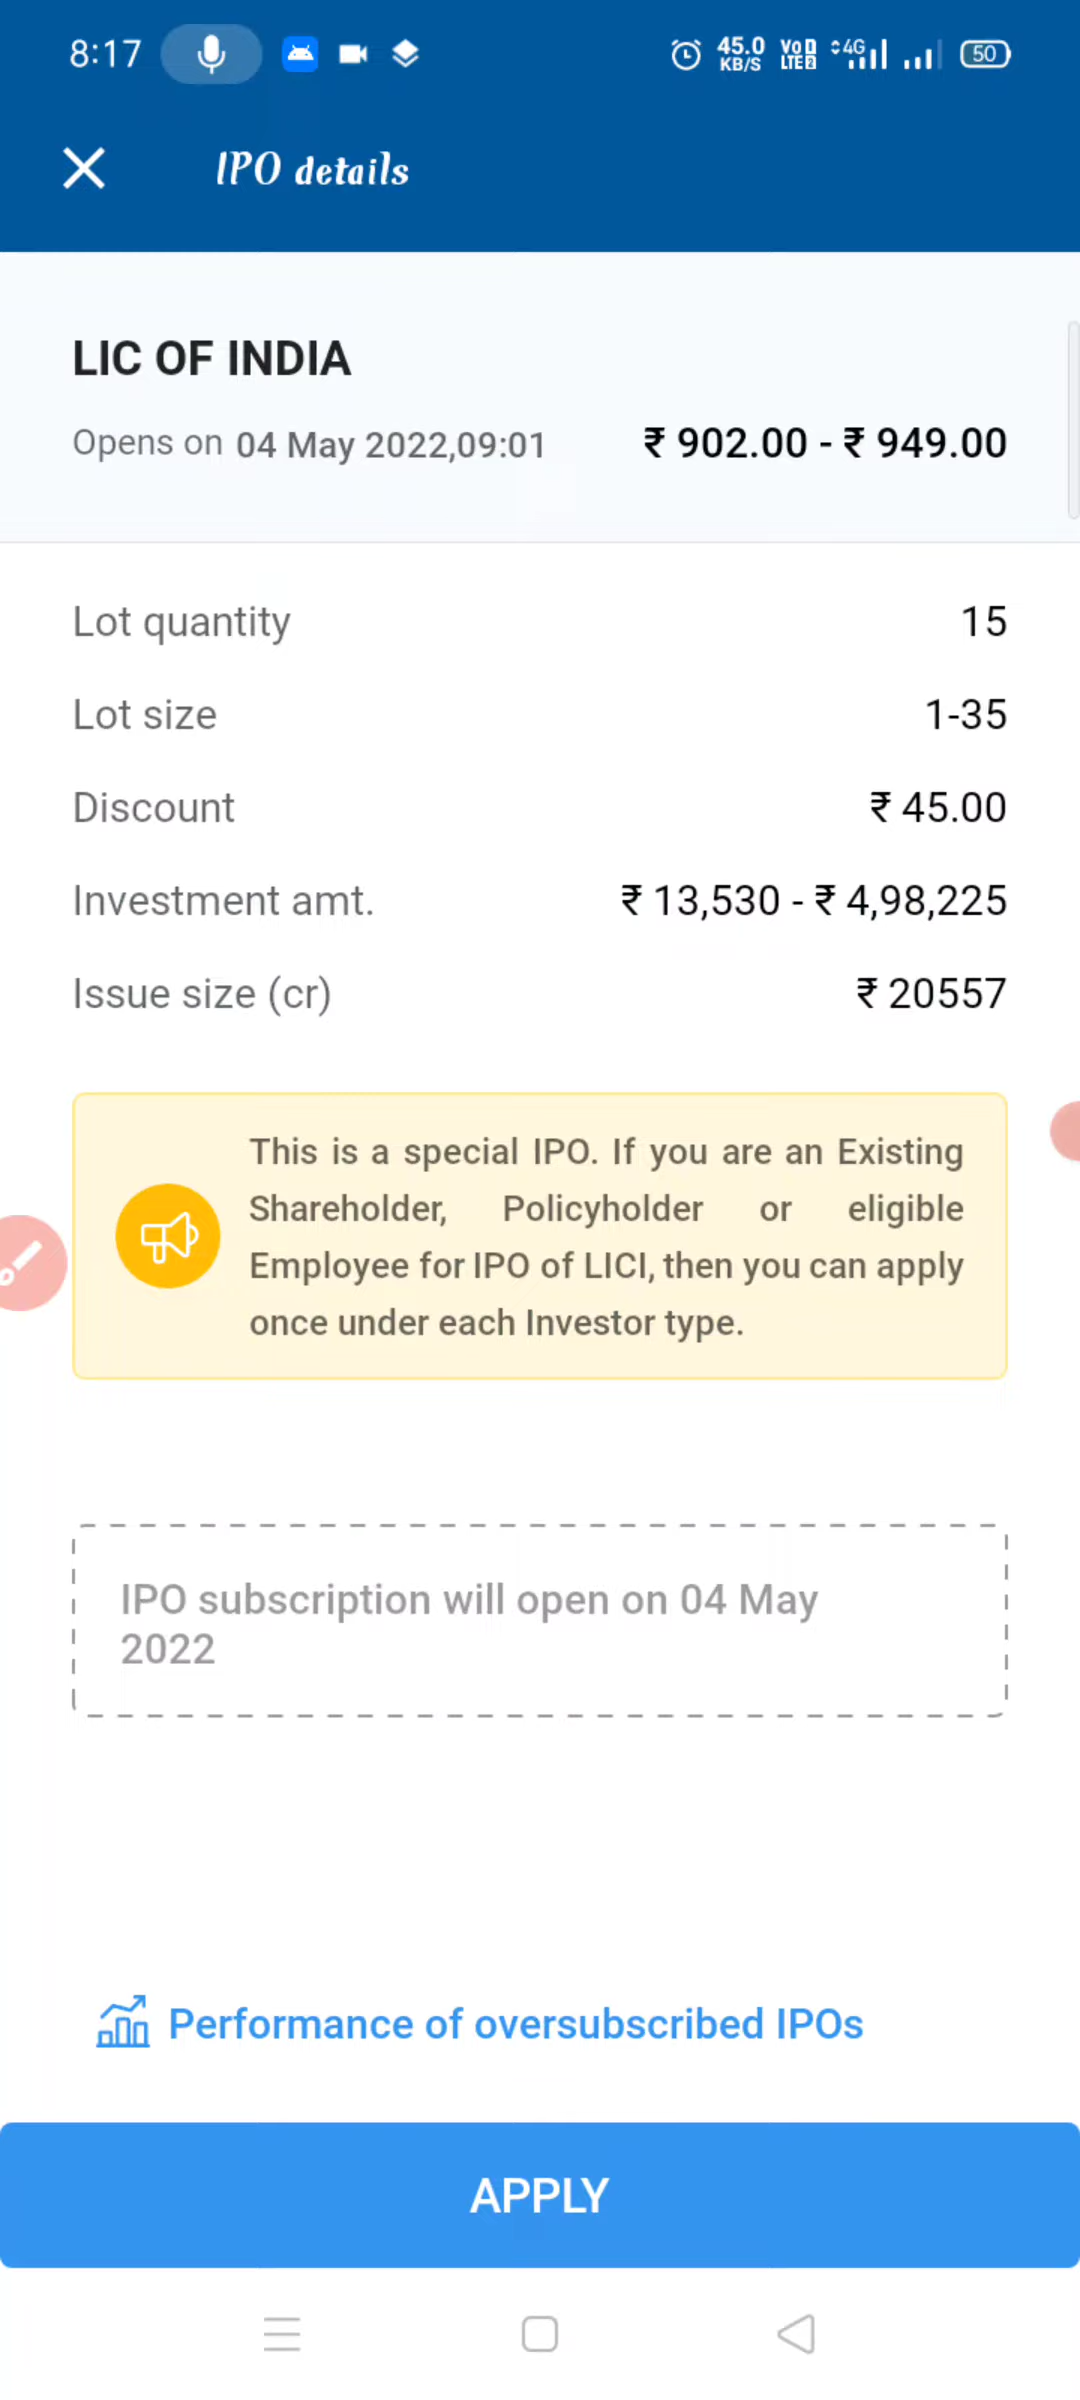 8:17 45.0 KB/S VoD LTE2 4G 50
IPO details
LIC OF INDIA
Opens on 04 May 2022,09:01 ₹ 902.00 - ₹ 949.00
Lot quantity 15
Lot size 1-35
Discount ₹ 45.00
Investment amt. ₹ 13,530 - ₹ 4,98,225
Issue size (cr) ₹ 20557
This is a special IPO. If you are an Existing
Shareholder, Policyholder or eligible
Employee for IPO of LICI, then you can apply
once under each Investor type.
IPO subscription will open on 04 May
2022
Performance of oversubscribed IPOs
APPLY